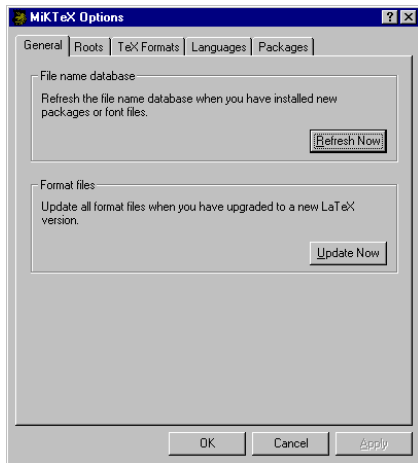 MiKTeX Options
General Roots TeX Formats Languages Packages
File name database
Refresh the file name database when you have installed new
packages or font files.
Refresh Now
Format files
Update all format files when you have upgraded to a new LaTeX
version.
Update Now
OK Cancel Apply